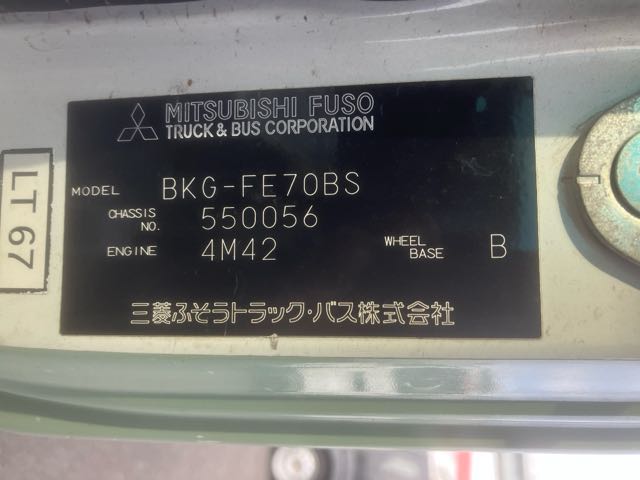 MITSUBISHI FUSO
TRUCK & BUS CORPORATION
MODEL BKG-FE70BS
CHASSIS NO. 550056
ENGINE 4M42 WHEEL BASE B
三菱ふそうトラック・バス株式会社
LT 67